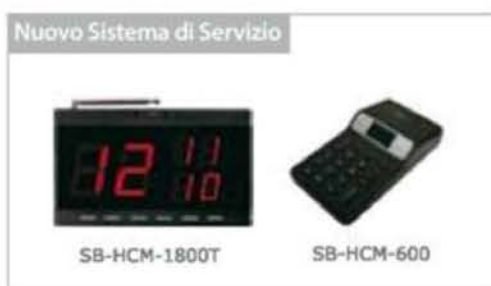 Nuovo Sistema di Servizio
12
11
10
SB-HCM-1800T
SB-HCM-600